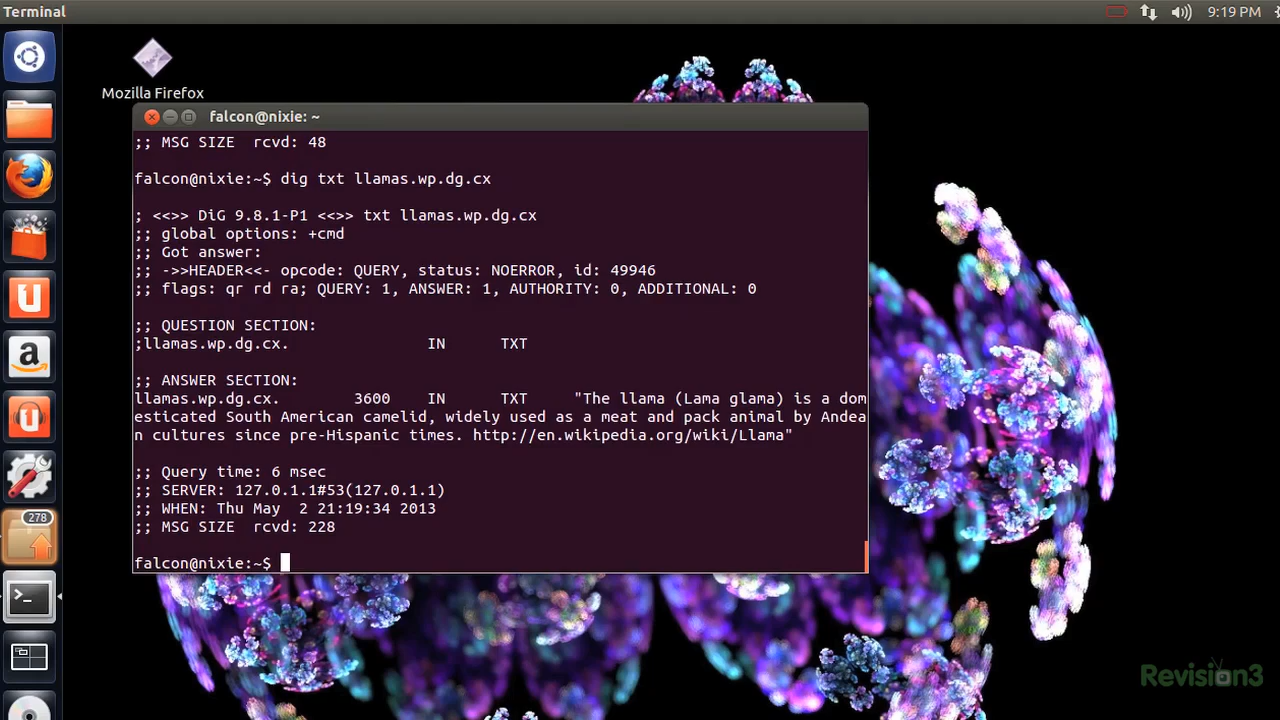 Terminal
9:19 PM
Mozilla Firefox
falcon@nixie: ~
;; MSG SIZE  rcvd: 48
falcon@nixie:~$ dig txt llamas.wp.dg.cx
; <<>> DiG 9.8.1-P1 <<>> txt llamas.wp.dg.cx
;; global options: +cmd
;; Got answer:
;; ->>HEADER<<- opcode: QUERY, status: NOERROR, id: 49946
;; flags: qr rd ra; QUERY: 1, ANSWER: 1, AUTHORITY: 0, ADDITIONAL: 0
;; QUESTION SECTION:
;llamas.wp.dg.cx.		IN	TXT
;; ANSWER SECTION:
llamas.wp.dg.cx.	3600	IN	TXT	"The llama (Lama glama) is a dom
esticated South American camelid, widely used as a meat and pack animal by Andea
n cultures since pre-Hispanic times. http://en.wikipedia.org/wiki/Llama"
;; Query time: 6 msec
;; SERVER: 127.0.1.1#53(127.0.1.1)
;; WHEN: Thu May  2 21:19:34 2013
;; MSG SIZE  rcvd: 228
falcon@nixie:~$
278
Revision3